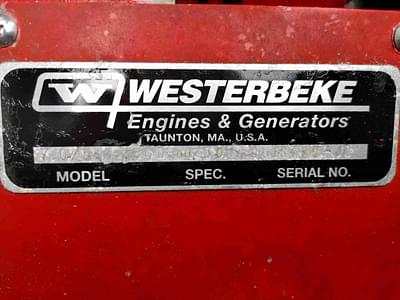 W WESTERBEKE
Engines & Generators
TAUNTON, MA., U.S.A.
MODEL SPEC. SERIAL NO.